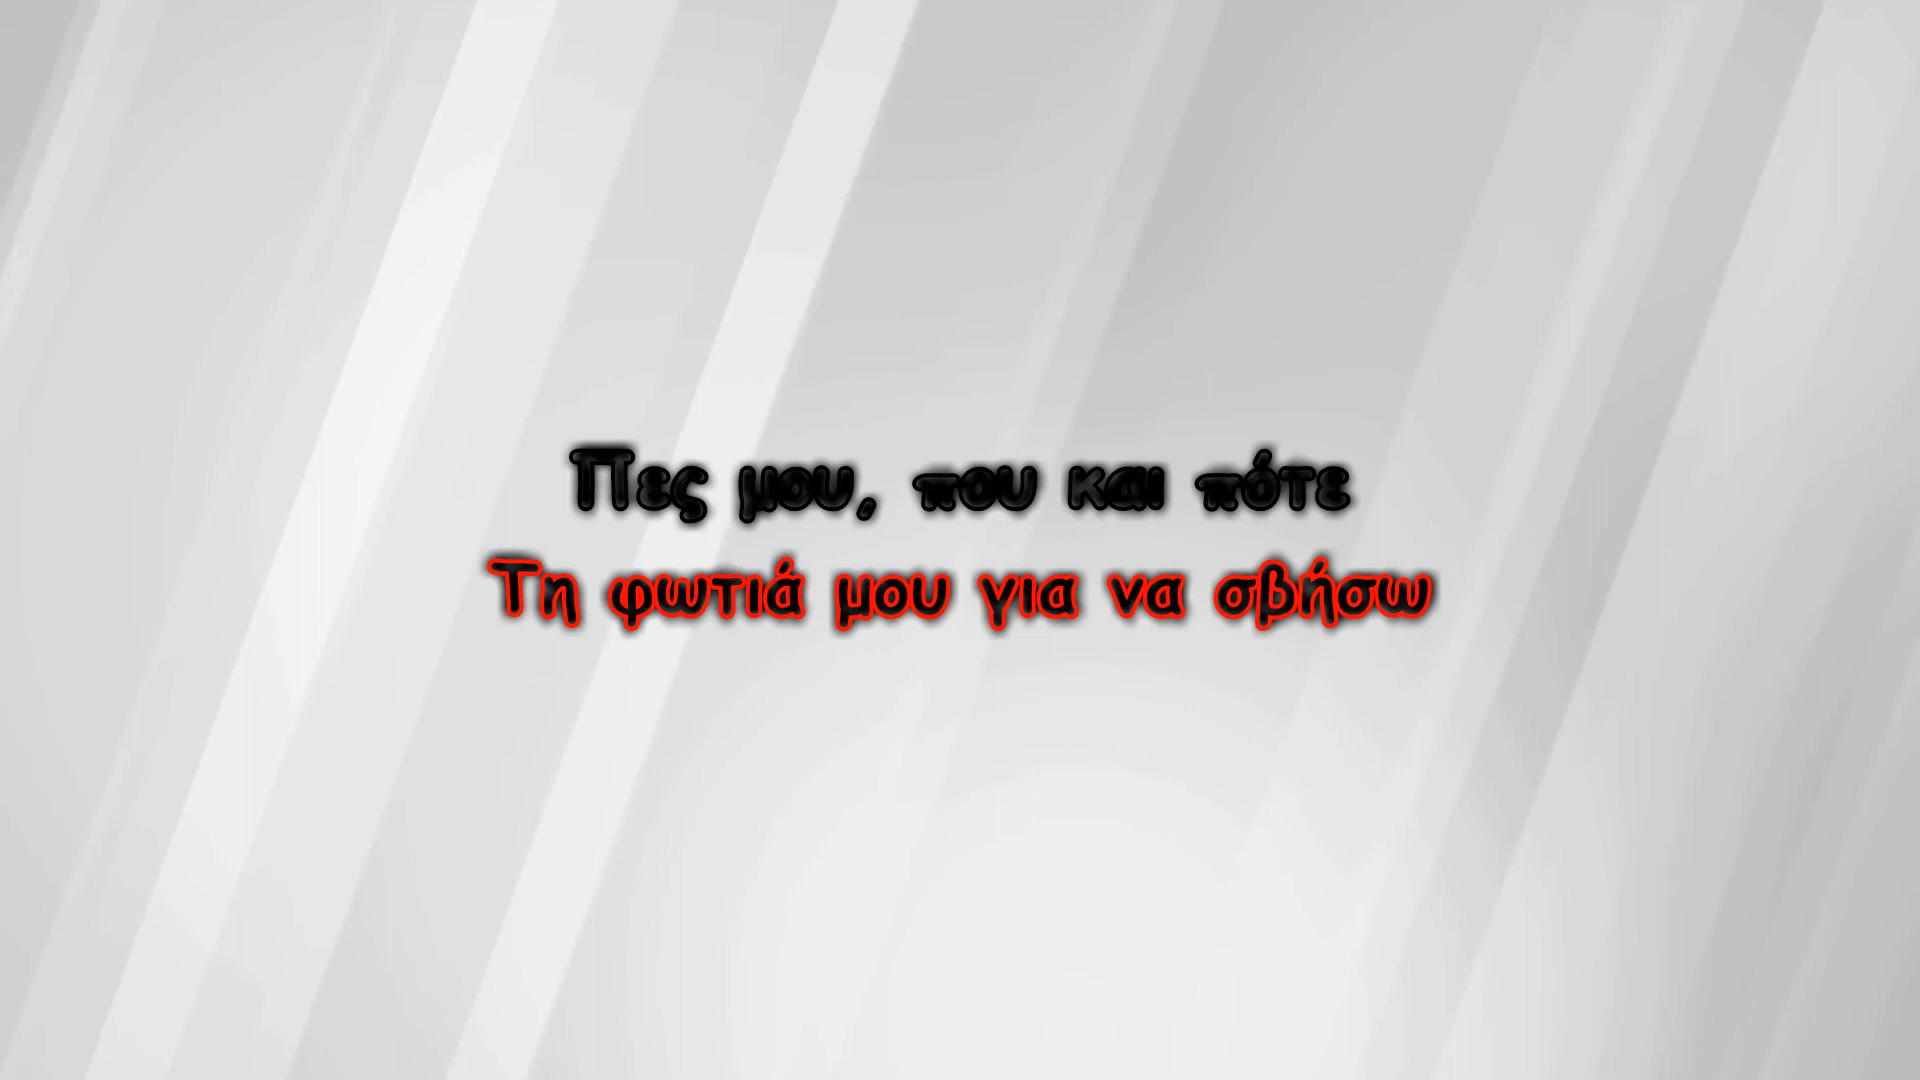 Πες μου, που και πότε
Τη φωτιά μου για να σβήσω